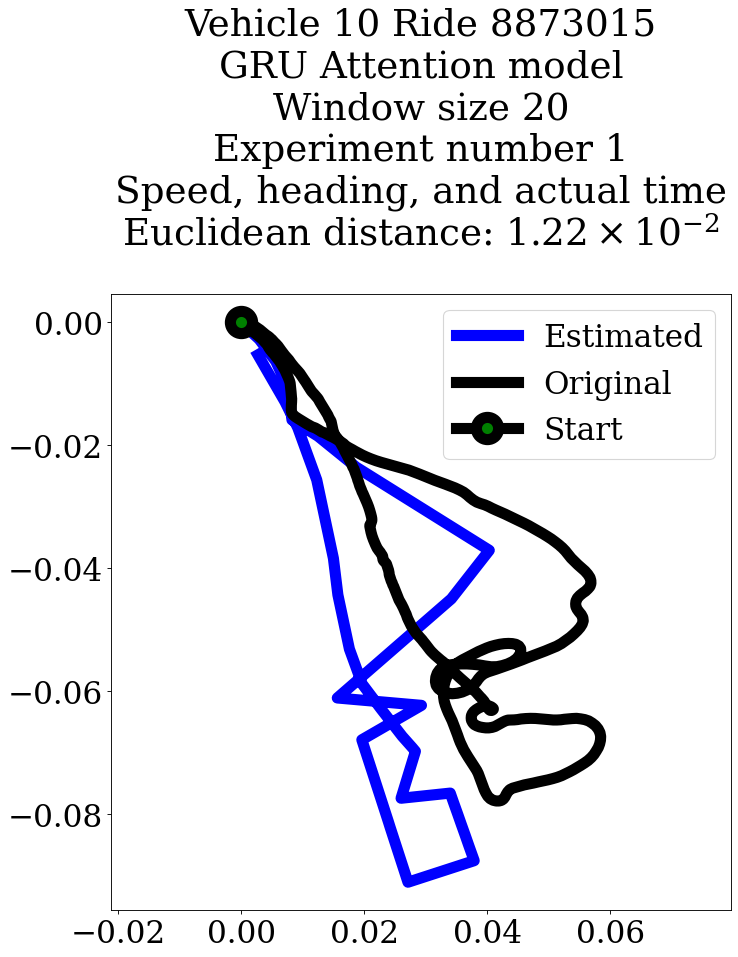 Vehicle 10 Ride 8873015
GRU Attention model
Window size 20
Experiment number 1
Speed, heading, and actual time
Euclidean distance: 1.22 × 10⁻²
Estimated
Original
Start
0.00
−0.02
−0.04
−0.06
−0.08
−0.02 0.00 0.02 0.04 0.06